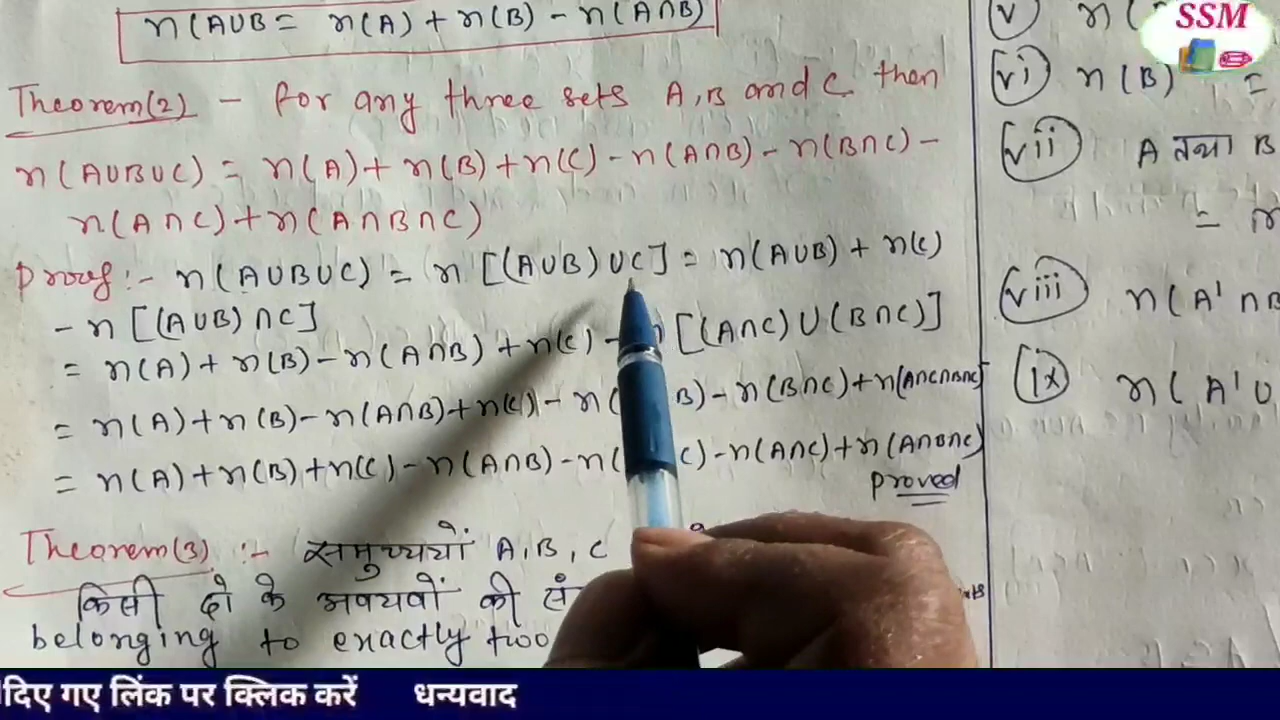 n(A∪B = n(A) + n(B) - n(A∩B)
Theorem(2) - for any three sets A, B and C then
n(A∪B∪C) = n(A) + n(B) + n(C) - n(A∩B) - n(B∩C) -
n(A∩C) + n(A∩B∩C)
Proof :- n(A∪B∪C) = n[(A∪B)∪C] = n(A∪B) + n(C)
- n[(A∪B)∩C]
= n(A) + n(B) - n(A∩B) + n(C) - [(A∩C)∪(B∩C)]
= n(A) + n(B) - n(A∩B) + n(C) - n( B) - n(B∩C) + n(A∩C∩B∩C)
= n(A) + n(B) + n(C) - n(A∩B) - n( C) - n(A∩C) + n(A∩B∩C)
Proved
Theorem(3) :- समुच्चयों A, B, C
किसी दो के अवयवों की
belonging to exactly two
(v) n(
(vi) n(B) =
(vii) A तथा B
=
(viii) n(A' ∩
(ix) n(A' ∪
SSM
दिए गए लिंक पर क्लिक करें धन्यवाद